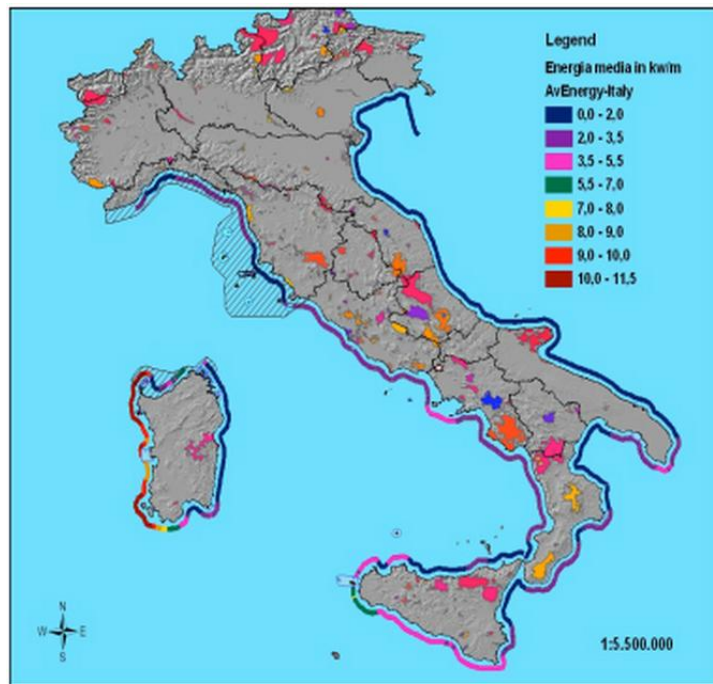 Legend
Energia media in kw/m
AvEnergy-Italy
0,0 - 2,0
2,0 - 3,5
3,5 - 5,5
5,5 - 7,0
7,0 - 8,0
8,0 - 9,0
9,0 - 10,0
10,0 - 11,5
N
W E
S
1:5.500.000